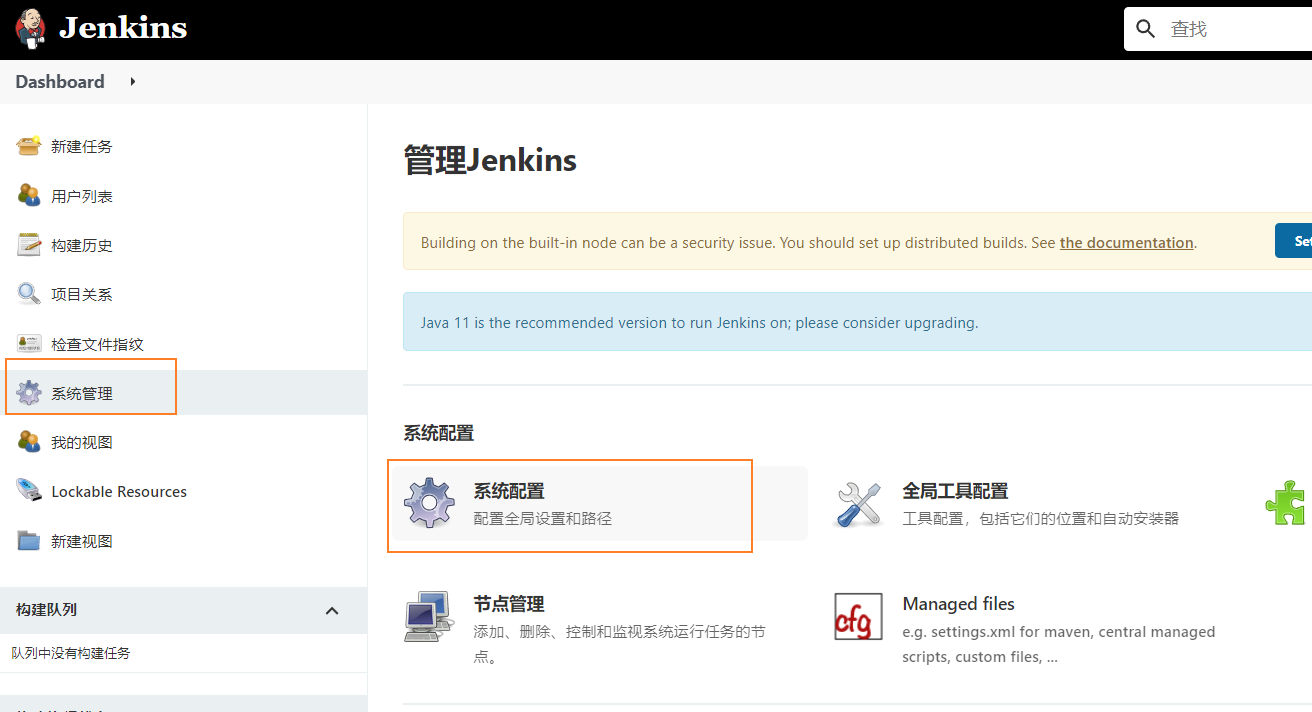 Jenkins
查找
Dashboard
新建任务
用户列表
构建历史
项目关系
检查文件指纹
系统管理
我的视图
Lockable Resources
新建视图
构建队列
队列中没有构建任务
管理Jenkins
Building on the built-in node can be a security issue. You should set up distributed builds. See the documentation.
Java 11 is the recommended version to run Jenkins on; please consider upgrading.
系统配置
系统配置
配置全局设置和路径
全局工具配置
工具配置，包括它们的位置和自动安装器
节点管理
添加、删除、控制和监视系统运行任务的节
点。
cfg
Managed files
e.g. settings.xml for maven, central managed
scripts, custom files, ...